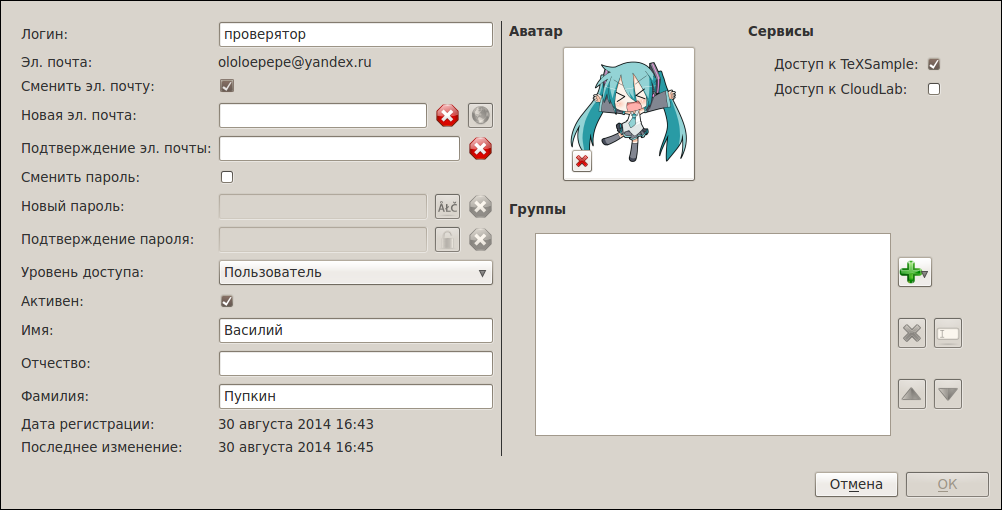 Логин: проверятор
Эл. почта: ololoepepe@yandex.ru
Сменить эл. почту:
Новая эл. почта:
Подтверждение эл. почты:
Сменить пароль:
Новый пароль: ÂŁČ
Подтверждение пароля:
Уровень доступа: Пользователь
Активен:
Имя: Василий
Отчество:
Фамилия: Пупкин
Дата регистрации: 30 августа 2014 16:43
Последнее изменение: 30 августа 2014 16:45
Аватар
Сервисы
Доступ к TeXSample:
Доступ к CloudLab:
Группы
Отмена
ОК